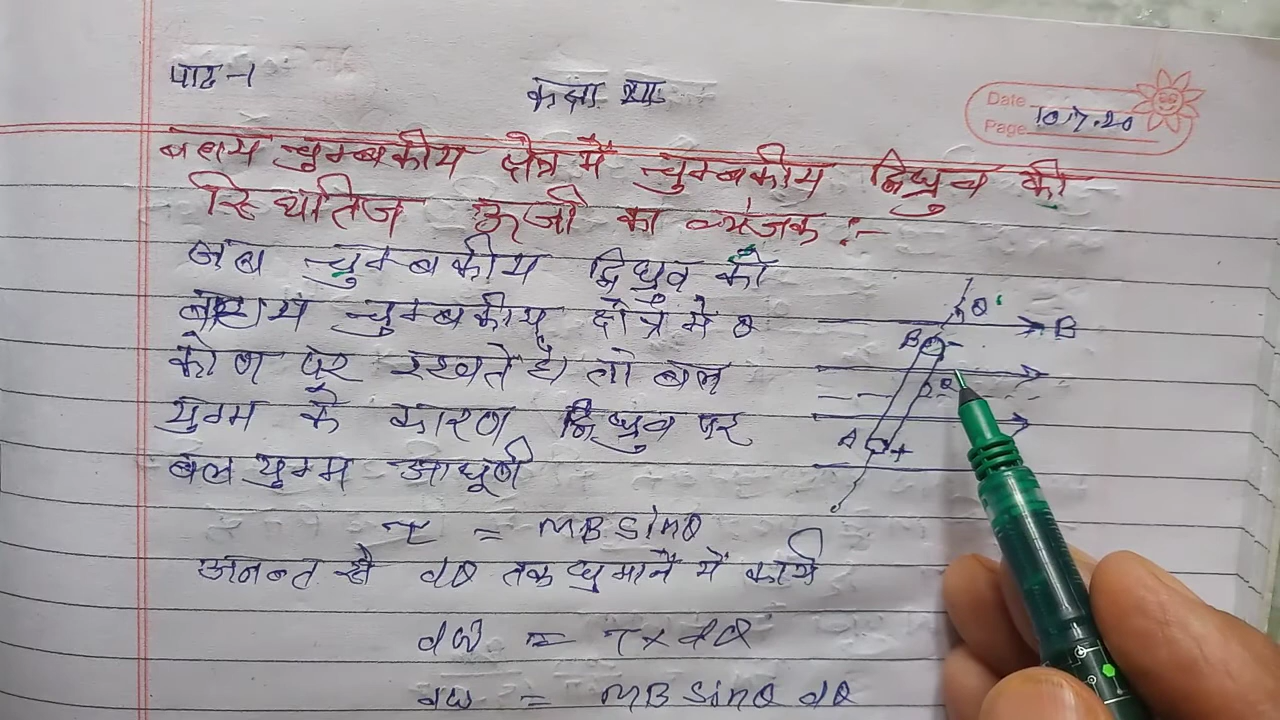 पाठ-1
कक्षा XII
Date 10.7.20
Page
बाह्य चुम्बकीय क्षेत्र में चुम्बकीय द्विध्रुव की
स्थितिज ऊर्जा का व्यंजक :-
जब चुम्बकीय द्विध्रुव को
बाह्य चुम्बकीय क्षेत्र में θ
कोण पर रखते है। तो बल
युग्म के कारण द्विध्रुव पर
बल युग्म आघूर्ण
τ = MB sinθ
अनन्त से dθ तक घुमाने में कार्य
dw = τ x dθ
dw = MB sinθ dθ
θ
B
B -
θ
A +